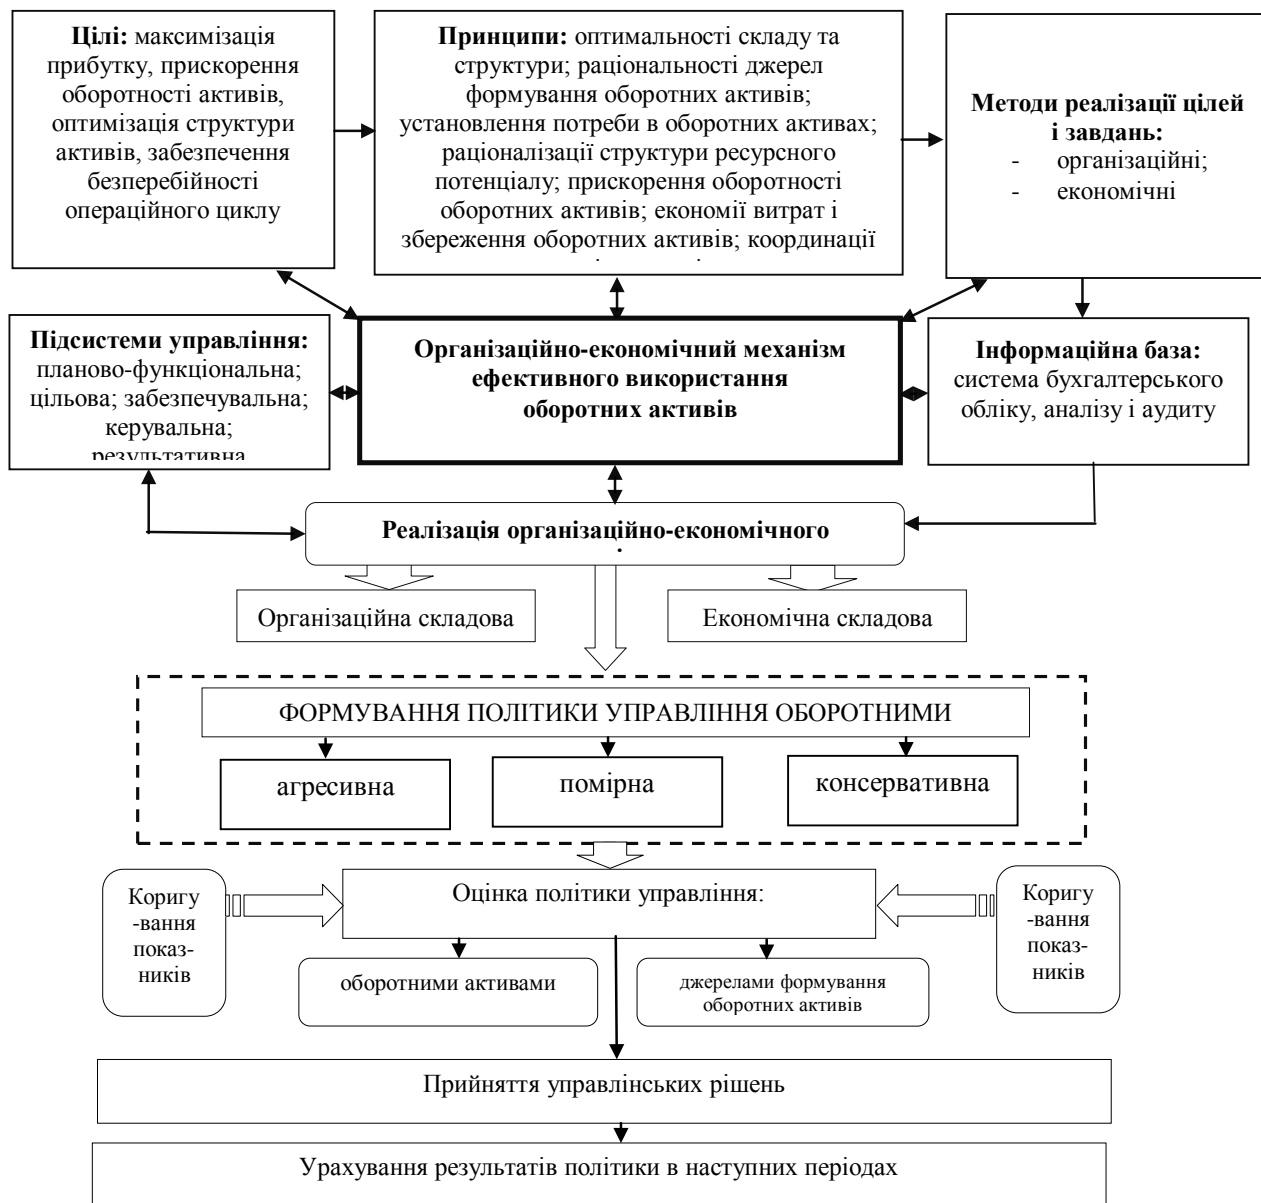 Цілі: максимізація
прибутку, прискорення
оборотності активів,
оптимізація структури
активів, забезпечення
безперебійності
операційного циклу
Принципи: оптимальності складу та
структури; раціональності джерел
формування оборотних активів;
установлення потреби в оборотних активах;
раціоналізації структури ресурсного
потенціалу; прискорення оборотності
оборотних активів; економії витрат і
збереження оборотних активів; координації
Методи реалізації цілей
і завдань:
- організаційні;
- економічні
Підсистеми управління:
планово-функціональна;
цільова; забезпечувальна;
керувальна;
результативна
Організаційно-економічний механізм
ефективного використання
оборотних активів
Інформаційна база:
система бухгалтерського
обліку, аналізу і аудиту
Реалізація організаційно-економічного
Організаційна складова
Економічна складова
ФОРМУВАННЯ ПОЛІТИКИ УПРАВЛІННЯ ОБОРОТНИМИ
агресивна
помірна
консервативна
Коригу
-вання
показ-
ників
Оцінка політики управління:
Коригу
-вання
показ-
ників
оборотними активами
джерелами формування
оборотних активів
Прийняття управлінських рішень
Урахування результатів політики в наступних періодах